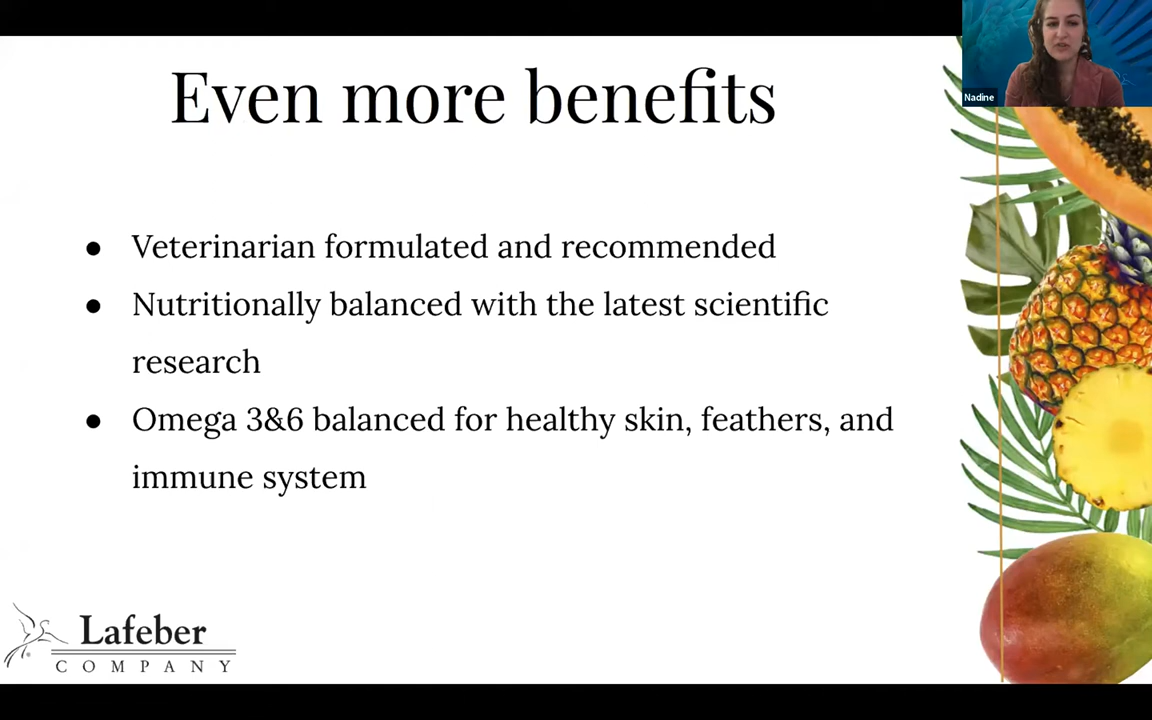 Even more benefits
Nadine
● Veterinarian formulated and recommended
● Nutritionally balanced with the latest scientific
research
● Omega 3&6 balanced for healthy skin, feathers, and
immune system
Lafeber
COMPANY